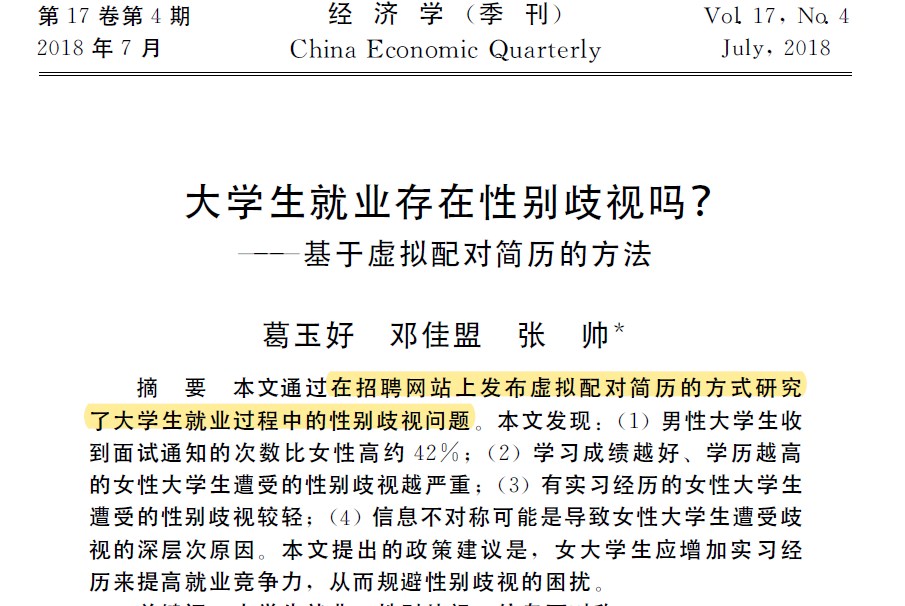 第 17 卷第 4 期
经 济 学（季 刊）
Vol. 17, No. 4
2018 年 7 月
China Economic Quarterly
July, 2018
大学生就业存在性别歧视吗？
——基于虚拟配对简历的方法
葛玉好 邓佳盟 张 帅*
摘 要 本文通过在招聘网站上发布虚拟配对简历的方式研究
了大学生就业过程中的性别歧视问题。本文发现：（1）男性大学生收
到面试通知的次数比女性高约 42%；（2）学习成绩越好、学历越高
的女性大学生遭受的性别歧视越严重；（3）有实习经历的女性大学生
遭受的性别歧视较轻；（4）信息不对称可能是导致女性大学生遭受歧
视的深层次原因。本文提出的政策建议是，女大学生应增加实习经
历来提高就业竞争力，从而规避性别歧视的困扰。